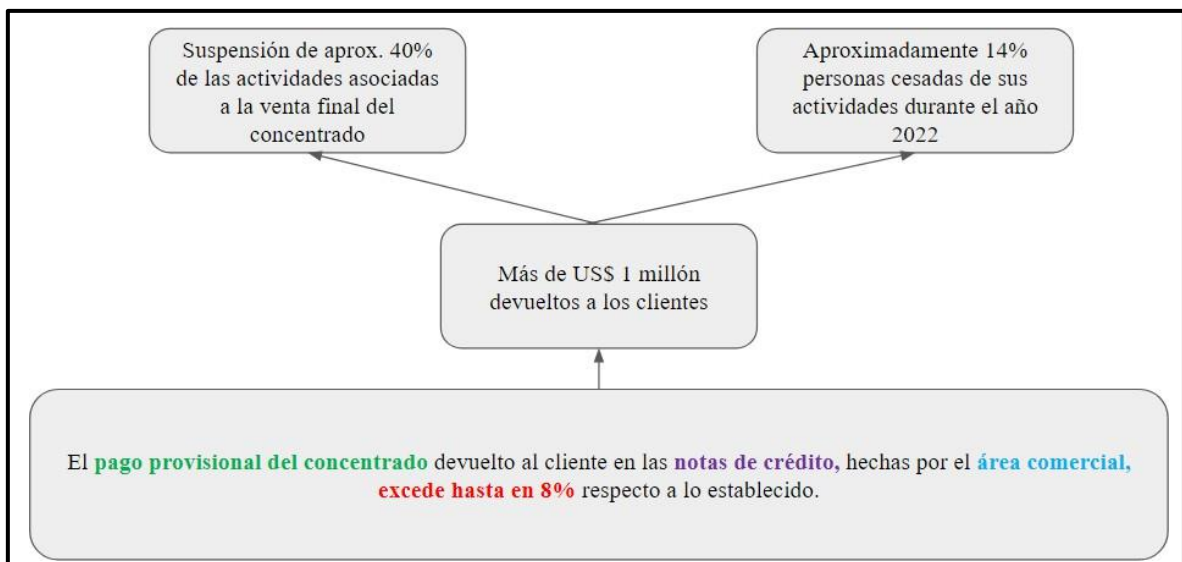 Suspensión de aprox. 40%
de las actividades asociadas
a la venta final del
concentrado
Aproximadamente 14%
personas cesadas de sus
actividades durante el año
2022
Más de US$ 1 millón
devueltos a los clientes
El pago provisional del concentrado devuelto al cliente en las notas de crédito, hechas por el área comercial,
excede hasta en 8% respecto a lo establecido.